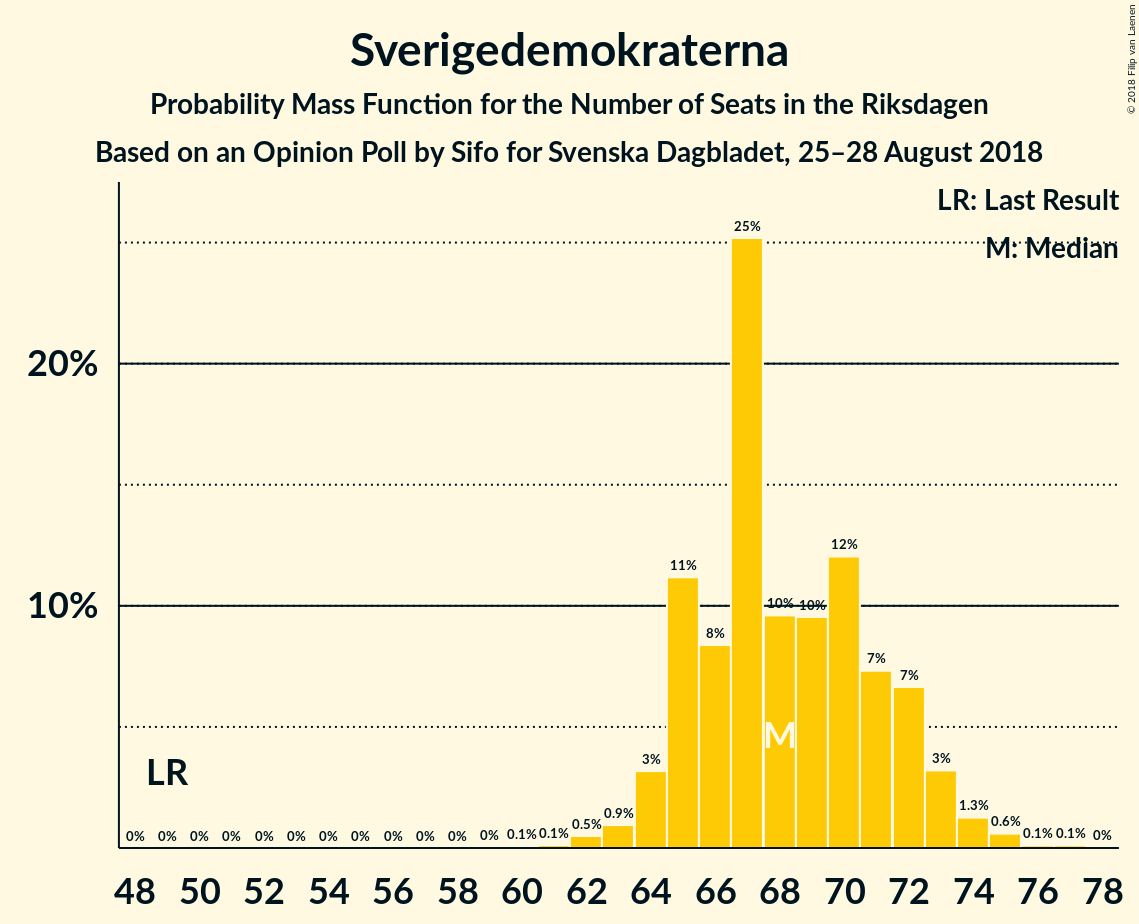 Sverigedemokraterna
Probability Mass Function for the Number of Seats in the Riksdagen
Based on an Opinion Poll by Sifo for Svenska Dagbladet, 25–28 August 2018
© 2018 Filip van Laenen
LR: Last Result
M: Median
20%
10%
LR
M
0% 0% 0% 0% 0% 0% 0% 0% 0% 0% 0% 0% 0.1% 0.1% 0.5% 0.9% 3% 11% 8% 25% 10% 10% 12% 7% 7% 3% 1.3% 0.6% 0.1% 0.1% 0%
48 50 52 54 56 58 60 62 64 66 68 70 72 74 76 78